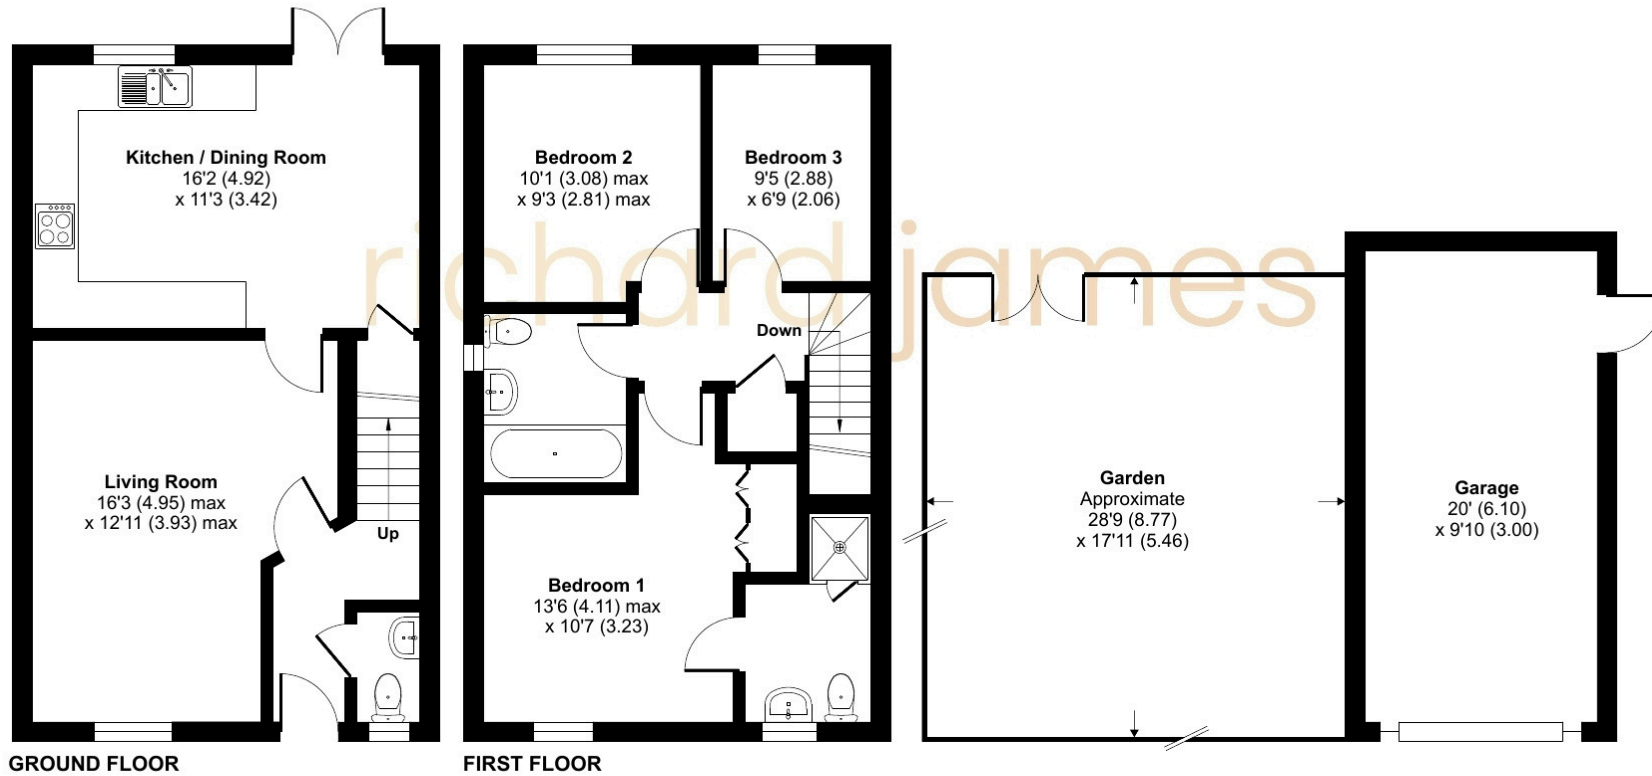 Kitchen / Dining Room
16'2 (4.92)
x 11'3 (3.42)
Living Room
16'3 (4.95) max
x 12'11 (3.93) max
Up
GROUND FLOOR
Bedroom 2
10'1 (3.08) max
x 9'3 (2.81) max
Bedroom 3
9'5 (2.88)
x 6'9 (2.06)
Down
Bedroom 1
13'6 (4.11) max
x 10'7 (3.23)
FIRST FLOOR
Garden
Approximate
28'9 (8.77)
x 17'11 (5.46)
Garage
20' (6.10)
x 9'10 (3.00)
richard james